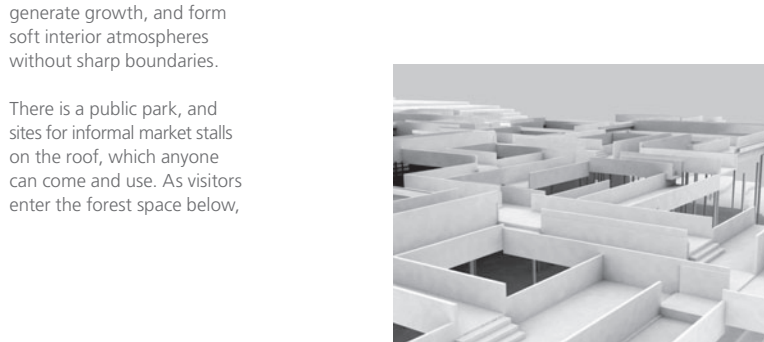 generate growth, and form
soft interior atmospheres
without sharp boundaries.
There is a public park, and
sites for informal market stalls
on the roof, which anyone
can come and use. As visitors
enter the forest space below,